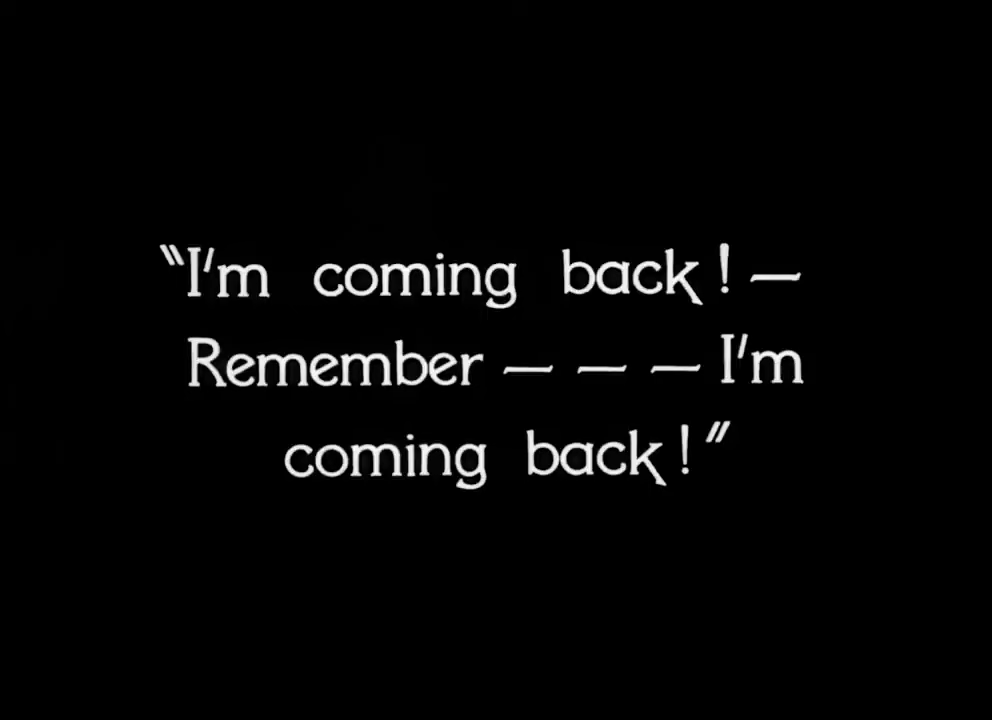 "I'm coming back! —
Remember — — — I'm
coming back!"